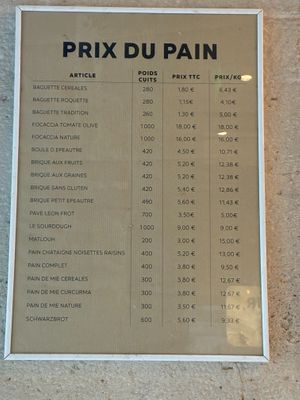 PRIX DU PAIN
ARTICLE POIDS CUITS PRIX TTC PRIX/KG
BAGUETTE CEREALES 280 1,80 € 6,43 €
BAGUETTE ROQUETTE 280 1,15€ 4,10 €
BAGUETTE TRADITION 260 1,30 € 5,00 €
FOCACCIA TOMATE OLIVE 1 000 18,00 € 18,00 €
FOCACCIA NATURE 1 000 16,00 € 16,00 €
BOULE D EPEAUTRE 420 4,50 € 10,71 €
BRIQUE AUX FRUITS 420 5,20 € 12,38 €
BRIQUE AUX GRAINES 420 5,20 € 12,38 €
BRIQUE SANS GLUTEN 420 5,40 € 12,86 €
BRIQUE PETIT EPEAUTRE 490 5,60 € 11,43 €
PAVE LEON FROT 700 3,50 € 5,00 €
LE SOURDOUGH 1 000 9,00 € 9,00 €
MATLOUH 200 3,00 € 15,00 €
PAIN CHATAIGNE NOISETTES RAISINS 400 5,20 € 13,00 €
PAIN COMPLET 400 3,80 € 9,50 €
PAIN DE MIE CEREALES 300 3,80 € 12,67 €
PAIN DE MIE CURCUMA 300 3,80 € 12,67 €
PAIN DE MIE NATURE 300 3,50 € 11,67 €
SCHWARZBROT 600 5,60 € 9,33 €